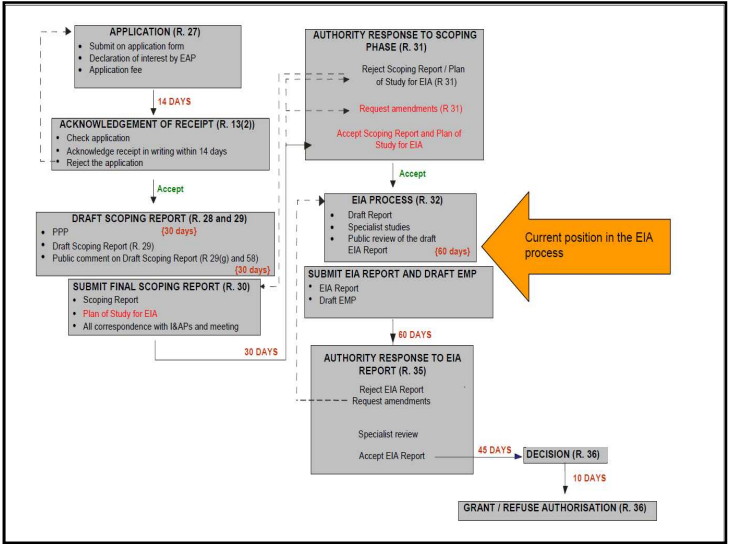 APPLICATION (R. 27)
• Submit on application form
• Declaration of interest by EAP
• Application fee
14 DAYS
ACKNOWLEDGEMENT OF RECEIPT (R. 13(2))
• Check application
• Acknowledge receipt in writing within 14 days
• Reject the application
Accept
DRAFT SCOPING REPORT (R. 28 and 29)
• PPP {30 days}
• Draft Scoping Report (R. 29)
• Public comment on Draft Scoping Report (R 29(g) and 58)
{30 days}
SUBMIT FINAL SCOPING REPORT (R. 30)
• Scoping Report
• Plan of Study for EIA
• All correspondence with I&APs and meeting
30 DAYS
AUTHORITY RESPONSE TO SCOPING
PHASE (R. 31)
Reject Scoping Report / Plan
of Study for EIA (R 31)
Request amendments (R 31)
Accept Scoping Report and Plan of
Study for EIA
Accept
EIA PROCESS (R. 32)
• Draft Report
• Specialist studies
• Public review of the draft
EIA Report {60 days}
Current position in the EIA
process
SUBMIT EIA REPORT AND DRAFT EMP
• EIA Report
• Draft EMP
60 DAYS
AUTHORITY RESPONSE TO EIA
REPORT (R. 35)
Reject EIA Report
Request amendments
Specialist review
Accept EIA Report
45 DAYS
DECISION (R. 36)
10 DAYS
GRANT / REFUSE AUTHORISATION (R. 36)